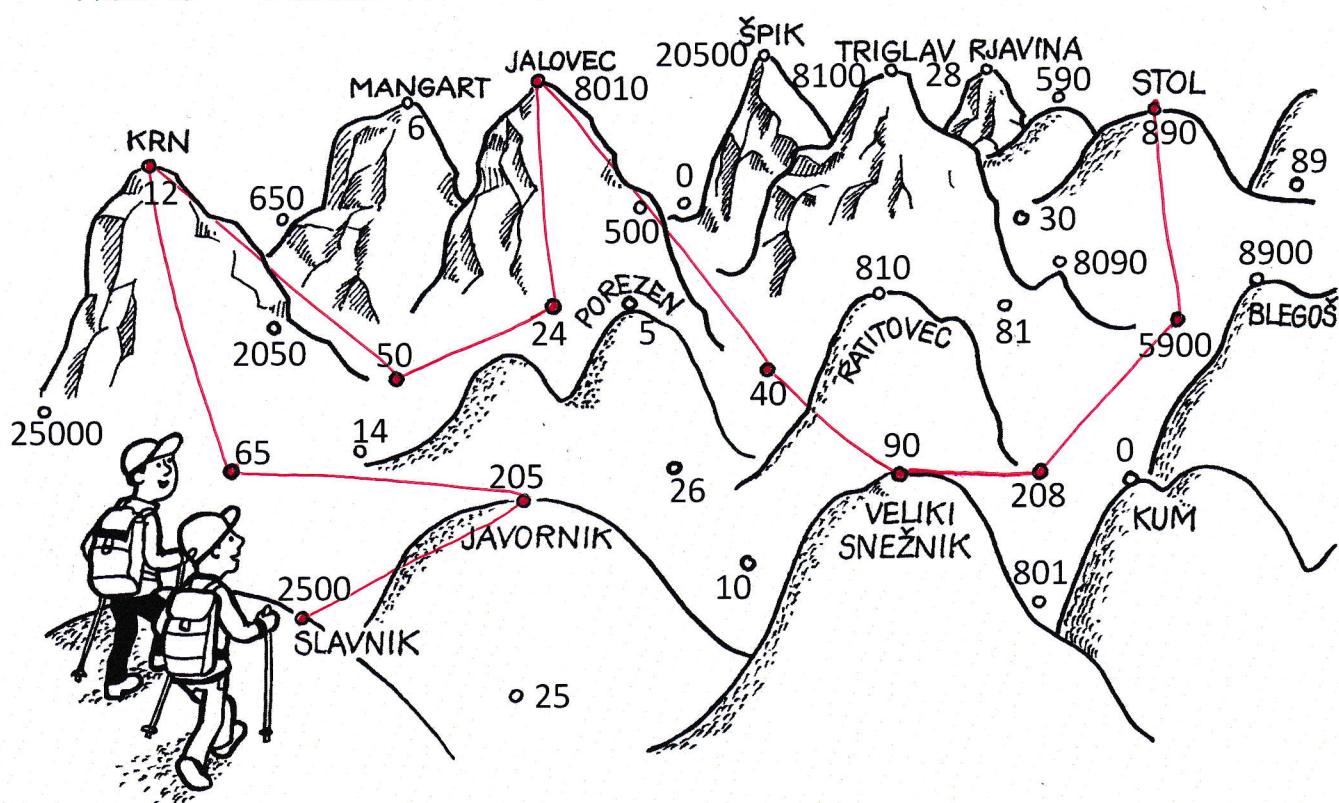 ŠPIK
20500
TRIGLAV
RJAVINA
JALOVEC
8010
8100
28
590
STOL
MANGART
6
890
KRN
12
89
0
650
500
30
8090
8900
BLEGOŠ
810
POREZEN
5
24
2050
81
5900
RATITOVEC
50
40
25000
14
65
205
26
90
208
0
JAVORNIK
VELIKI
SNEŽNIK
KUM
10
801
2500
SLAVNIK
25